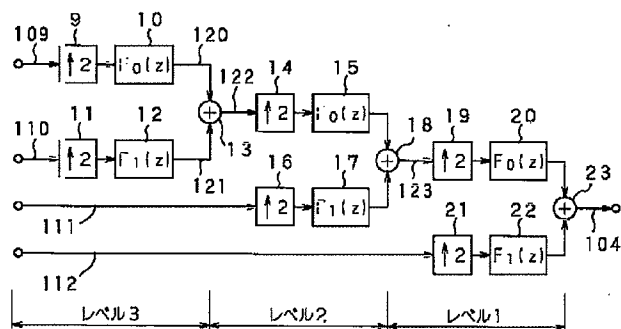 9 10
109 ↑2 F₀(z) 120
11 12 122 14 15
110 ↑2 F₁(z) + 13 ↑2 F₀(z)
121 18 19 20
16 17 + ↑2 F₀(z)
111 ↑2 F₁(z) 123 23
21 22 +
112 ↑2 F₁(z) 104
レベル3 レベル2 レベル1